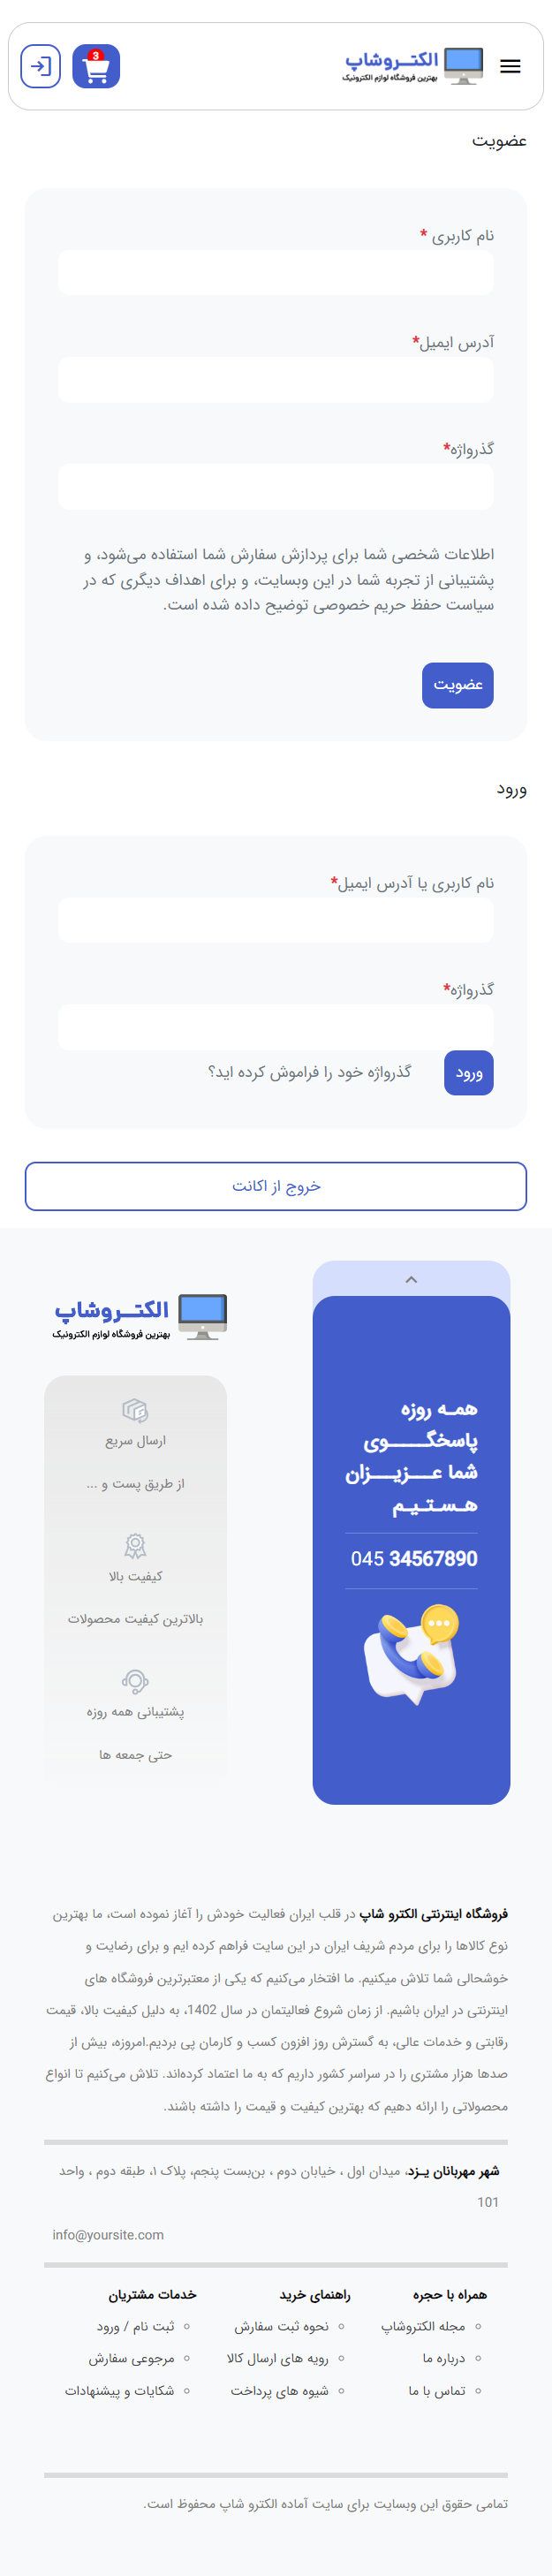 الکتــروشاپ
بهترین فروشگاه لوازم الکترونیک
3
عضویت
نام کاربری *
آدرس ایمیل*
گذرواژه*
اطلاعات شخصی شما برای پردازش سفارش شما استفاده می‌شود، و
پشتیبانی از تجربه شما در این وبسایت، و برای اهداف دیگری که در
سیاست حفظ حریم خصوصی توضیح داده شده است.
عضویت
ورود
نام کاربری یا آدرس ایمیل*
گذرواژه*
ورود
گذرواژه خود را فراموش کرده اید؟
خروج از اکانت
همـه روزه
پاسخگـــــوی
شما عـــزیـــزان
هـسـتـیـم
045 34567890
الکتــروشاپ
بهترین فروشگاه لوازم الکترونیک
ارسال سریع
از طریق پست و ...
کیفیت بالا
بالاترین کیفیت محصولات
پشتیبانی همه روزه
حتی جمعه ها
فروشگاه اینترنتی الکترو شاپ در قلب ایران فعالیت خودش را آغاز نموده است، ما بهترین
نوع کالاها را برای مردم شریف ایران در این سایت فراهم کرده ایم و برای رضایت و
خوشحالی شما تلاش میکنیم. ما افتخار می‌کنیم که یکی از معتبرترین فروشگاه های
اینترنتی در ایران باشیم. از زمان شروع فعالیتمان در سال 1402، به دلیل کیفیت بالا، قیمت
رقابتی و خدمات عالی، به گسترش روز افزون کسب و کارمان پی بردیم.امروزه، بیش از
صدها هزار مشتری را در سراسر کشور داریم که به ما اعتماد کرده‌اند. تلاش می‌کنیم تا انواع
محصولاتی را ارائه دهیم که بهترین کیفیت و قیمت را داشته باشند.
شهر مهربانان یـزد، میدان اول ، خیابان دوم ، بن‌بست پنجم، پلاک ۱، طبقه دوم ، واحد
101
info@yoursite.com
همراه با حجره
مجله الکتروشاپ
درباره ما
تماس با ما
راهنمای خرید
نحوه ثبت سفارش
رویه های ارسال کالا
شیوه های پرداخت
خدمات مشتریان
ثبت نام / ورود
مرجوعی سفارش
شکایات و پیشنهادات
تمامی حقوق این وبسایت برای سایت آماده الکترو شاپ محفوظ است.